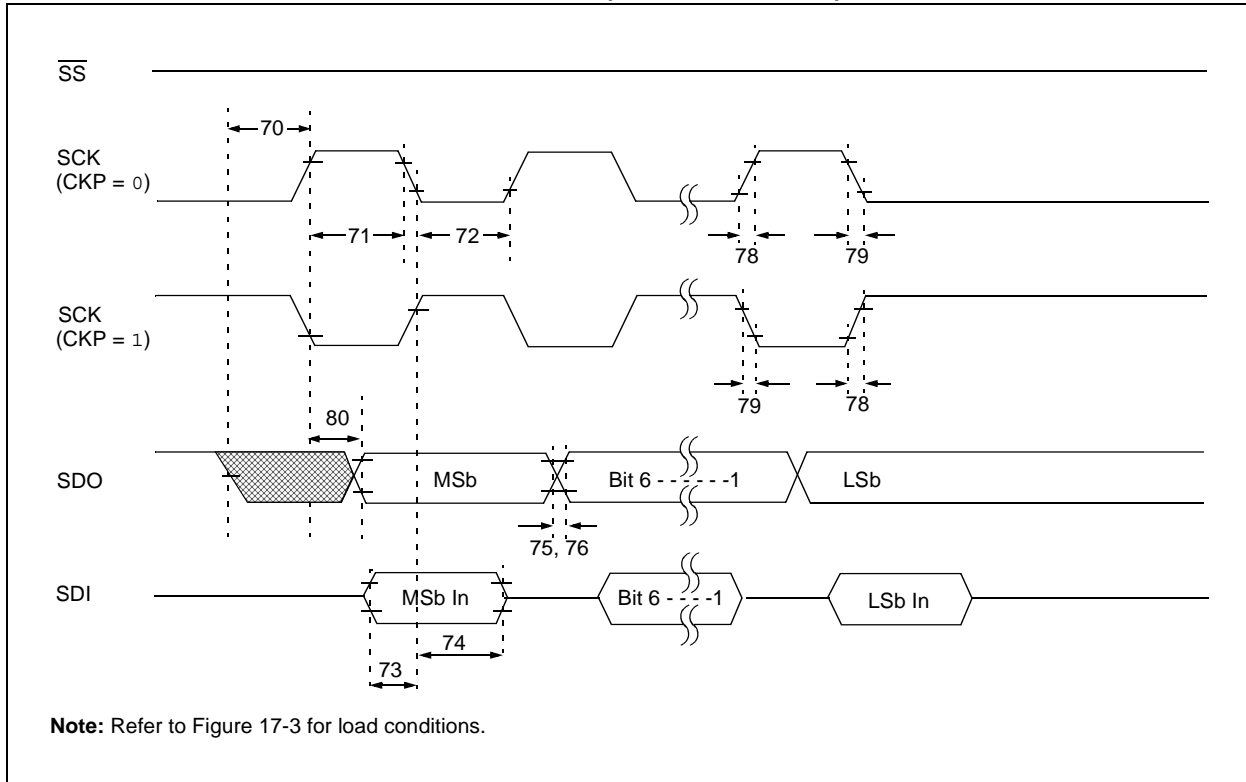 SS
70
SCK
(CKP = 0)
71
72
78
79
SCK
(CKP = 1)
79
78
80
SDO
MSb
Bit 6 - - - - - - -1
LSb
75, 76
SDI
MSb In
Bit 6 - - - - -1
LSb In
74
73
Note: Refer to Figure 17-3 for load conditions.